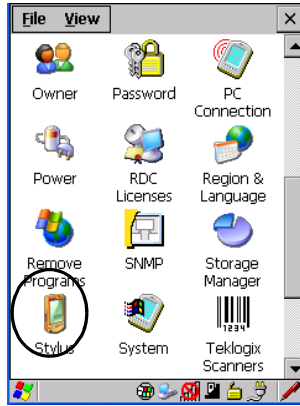 File View
Owner Password PC
Connection
Power RDC Region &
Licenses Language
Remove SNMP Storage
Programs Manager
Stylus System Teklogix
Scanners
1234